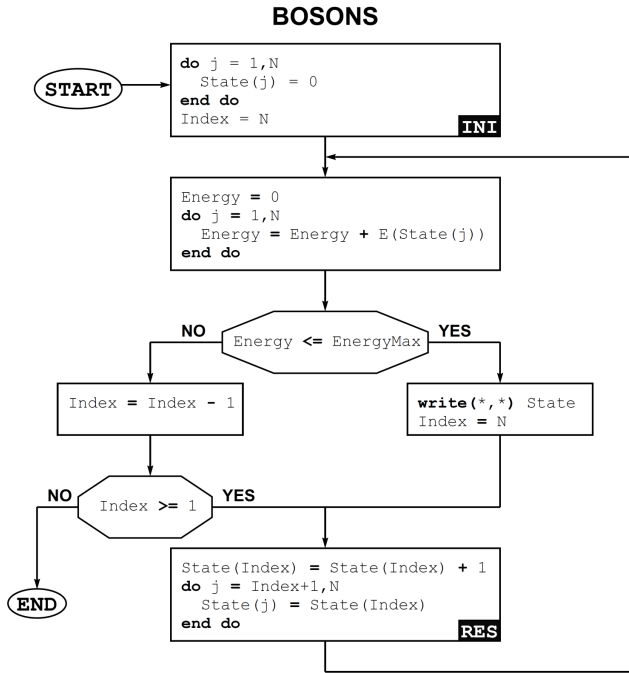 BOSONS
START
do j = 1,N
State(j) = 0
end do
Index = N
INI
Energy = 0
do j = 1,N
Energy = Energy + E(State(j))
end do
NO
Energy <= EnergyMax
YES
Index = Index - 1
write(*,*) State
Index = N
NO
Index >= 1
YES
END
State(Index) = State(Index) + 1
do j = Index+1,N
State(j) = State(Index)
end do
RES